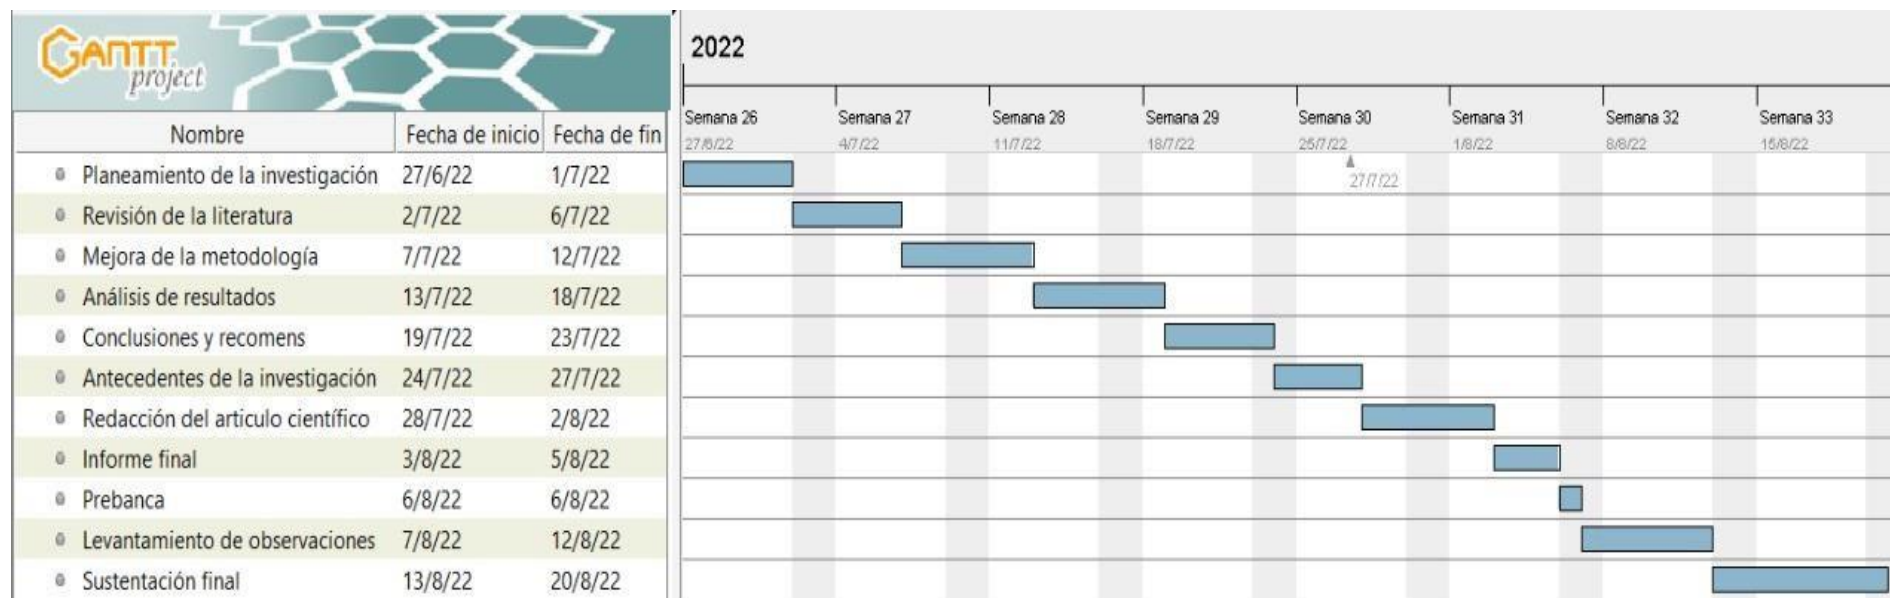 GANTT
project
2022
Semana 26 Semana 27 Semana 28 Semana 29 Semana 30 Semana 31 Semana 32 Semana 33
27/6/22 4/7/22 11/7/22 18/7/22 25/7/22 1/8/22 8/8/22 15/8/22
27/7/22
Nombre Fecha de inicio Fecha de fin
Planeamiento de la investigación 27/6/22 1/7/22
Revisión de la literatura 2/7/22 6/7/22
Mejora de la metodología 7/7/22 12/7/22
Análisis de resultados 13/7/22 18/7/22
Conclusiones y recomens 19/7/22 23/7/22
Antecedentes de la investigación 24/7/22 27/7/22
Redacción del articulo científico 28/7/22 2/8/22
Informe final 3/8/22 5/8/22
Prebanca 6/8/22 6/8/22
Levantamiento de observaciones 7/8/22 12/8/22
Sustentación final 13/8/22 20/8/22